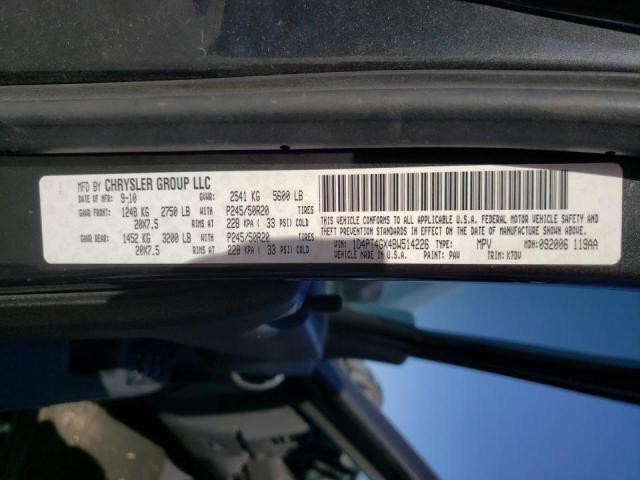 MFD BY CHRYSLER GROUP LLC
DATE OF MFR: 9-10 GVWR: 2541 KG 5600 LB
GAWR FRONT: 1248 KG 2750 LB WITH P245/50R20 TIRES
20X7.5 RIMS AT 228 KPA ( 33 PSI) COLD
GAWR REAR: 1452 KG 3200 LB WITH P245/50R20 TIRES
20X7.5 RIMS AT 228 KPA ( 33 PSI) COLD
THIS VEHICLE CONFORMS TO ALL APPLICABLE U.S.A. FEDERAL MOTOR VEHICLE SAFETY AND
THEFT PREVENTION STANDARDS IN EFFECT ON THE DATE OF MANUFACTURE SHOWN ABOVE.
VIN: 1D4PT4GX4BW514226 TYPE: MPV MDH: 092006 119AA
VEHICLE MADE IN U.S.A. PAINT: PAW TRIM: K7DV